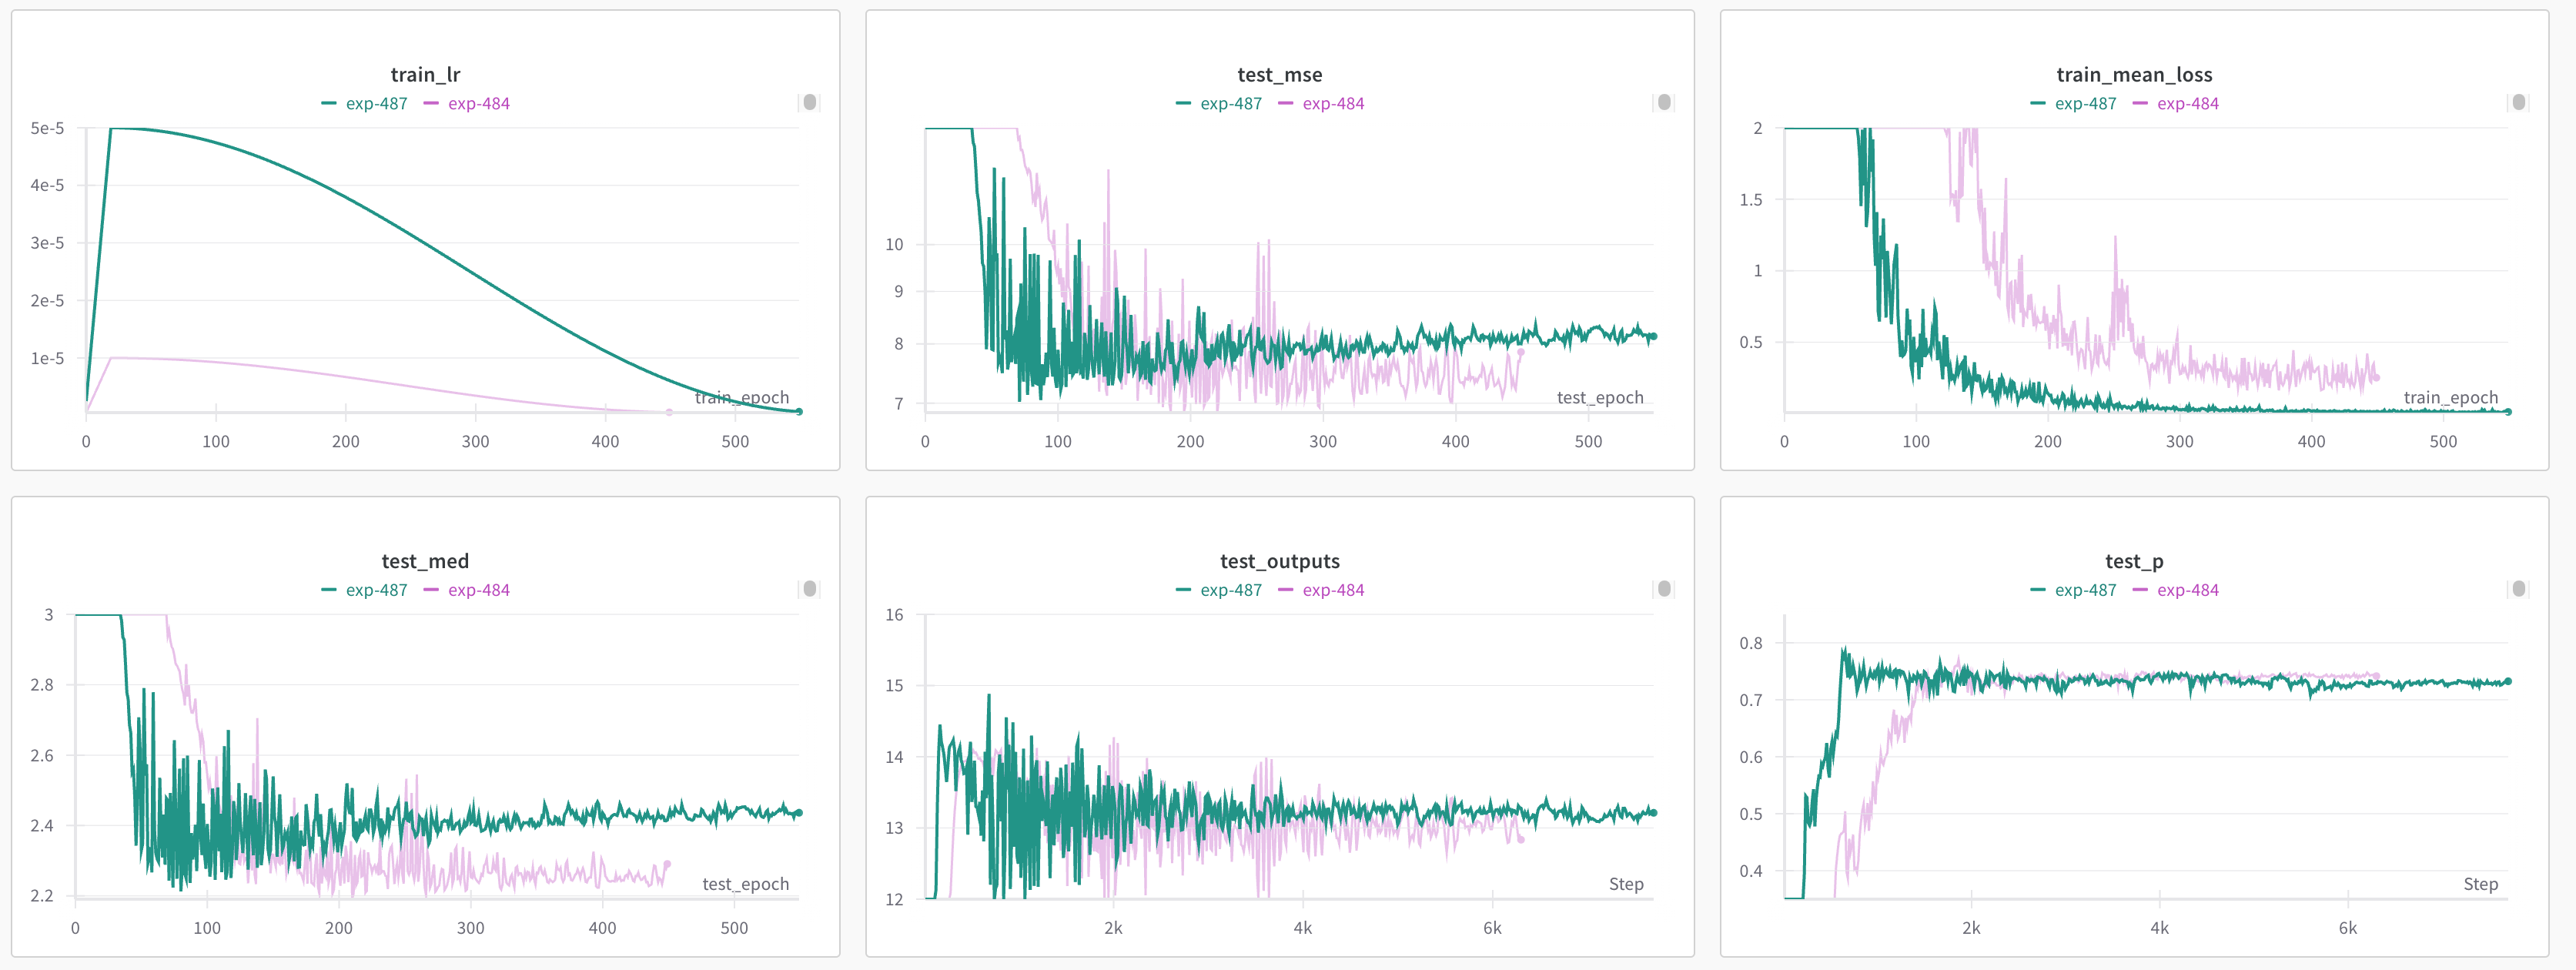 train_lr
exp-487 exp-484
5e-5
4e-5
3e-5
2e-5
1e-5
train_epoch
0 100 200 300 400 500
test_mse
exp-487 exp-484
10
9
8
7
test_epoch
0 100 200 300 400 500
train_mean_loss
exp-487 exp-484
2
1.5
1
0.5
train_epoch
0 100 200 300 400 500
test_med
exp-487 exp-484
3
2.8
2.6
2.4
2.2
test_epoch
0 100 200 300 400 500
test_outputs
exp-487 exp-484
16
15
14
13
12
Step
2k 4k 6k
test_p
exp-487 exp-484
0.8
0.7
0.6
0.5
0.4
Step
2k 4k 6k